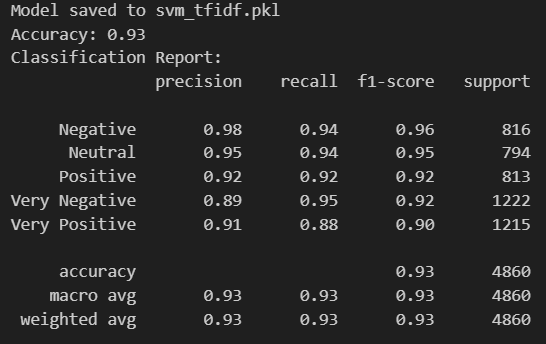 Model saved to svm_tfidf.pkl
Accuracy: 0.93
Classification Report:
precision recall f1-score support
Negative 0.98 0.94 0.96 816
Neutral 0.95 0.94 0.95 794
Positive 0.92 0.92 0.92 813
Very Negative 0.89 0.95 0.92 1222
Very Positive 0.91 0.88 0.90 1215
accuracy 0.93 4860
macro avg 0.93 0.93 0.93 4860
weighted avg 0.93 0.93 0.93 4860